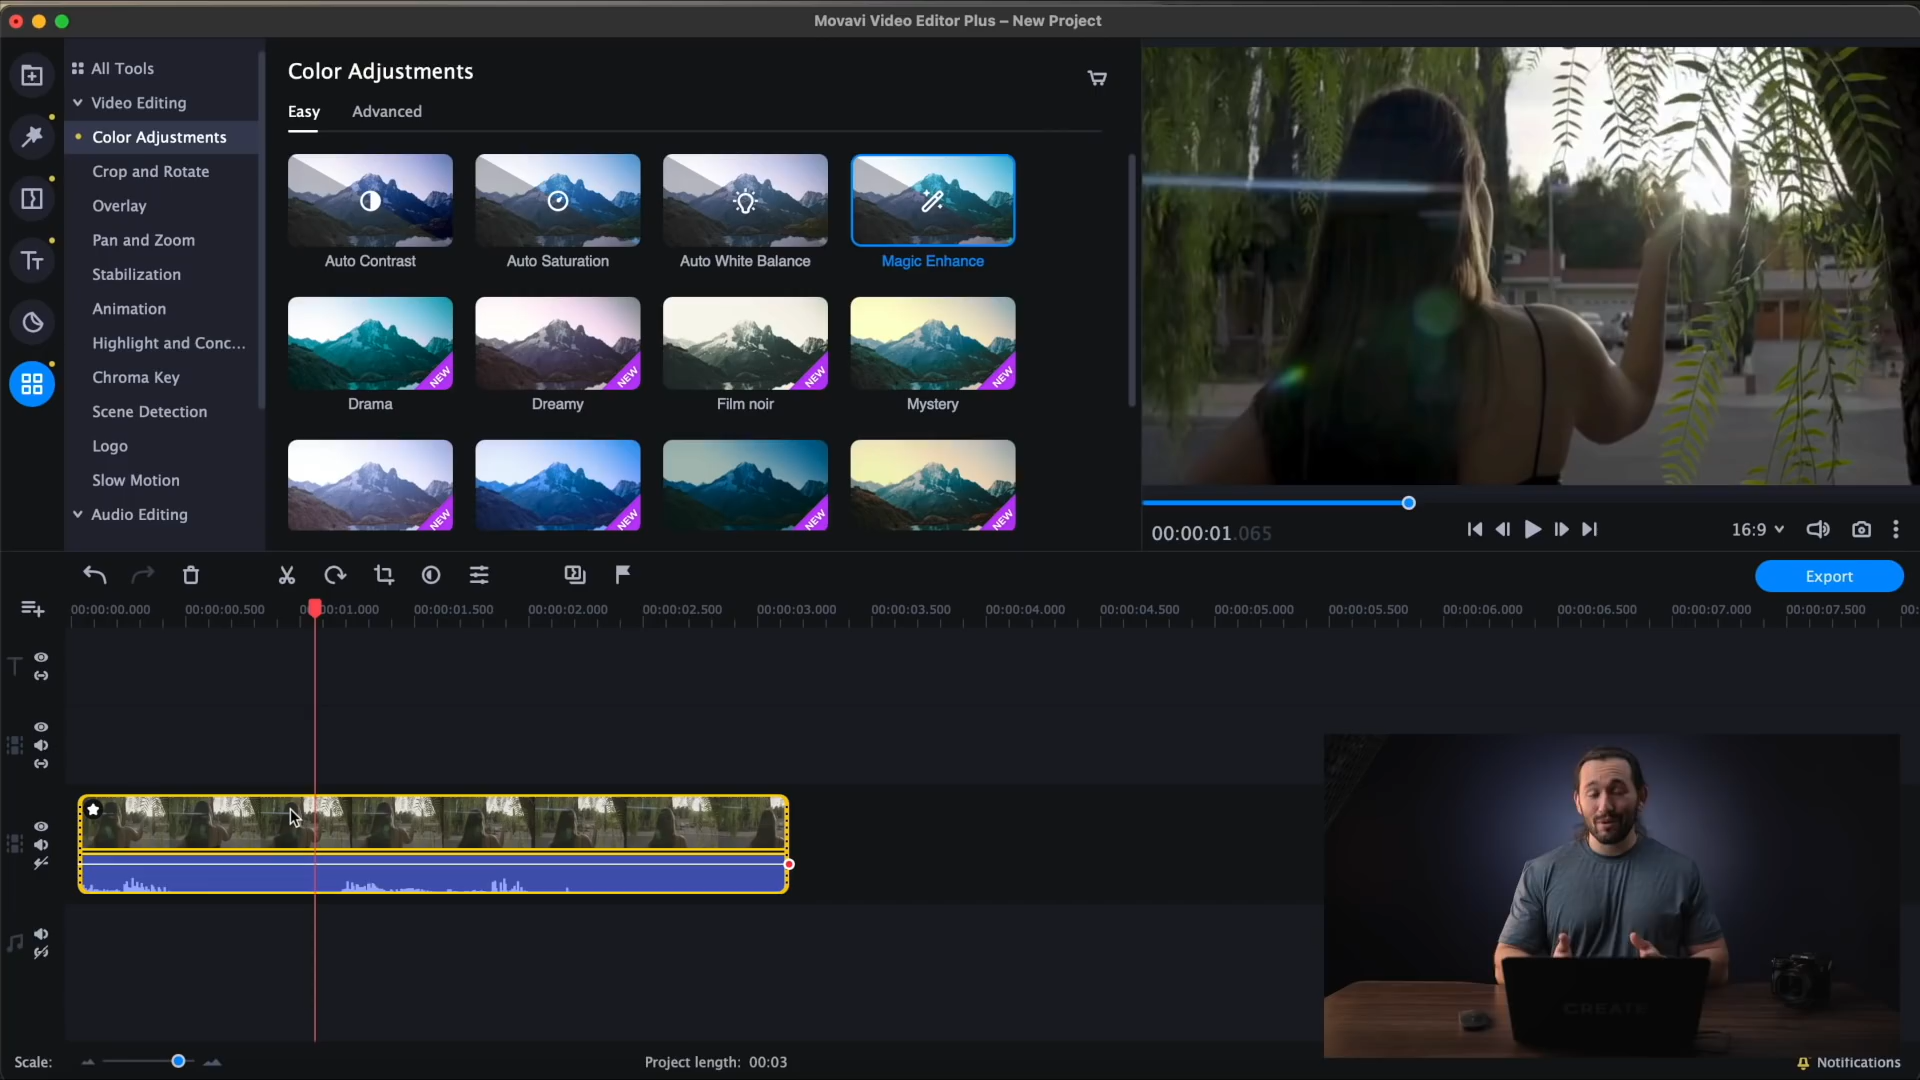 Movavi Video Editor Plus – New Project
All Tools
Video Editing
Color Adjustments
Crop and Rotate
Overlay
Pan and Zoom
Stabilization
Animation
Highlight and Conc...
Chroma Key
Scene Detection
Logo
Slow Motion
Audio Editing
Color Adjustments
Easy Advanced
Auto Contrast Auto Saturation Auto White Balance Magic Enhance
NEW NEW NEW NEW
Drama Dreamy Film noir Mystery
NEW NEW NEW NEW
00:00:01.065
16:9
Export
00:00:00.000 00:00:00.500 00:00:01.000 00:00:01.500 00:00:02.000 00:00:02.500 00:00:03.000 00:00:03.500 00:00:04.000 00:00:04.500 00:00:05.000 00:00:05.500 00:00:06.000 00:00:06.500 00:00:07.000 00:00:07.500 00:
CREATE
Scale:
Project length: 00:03
Notifications